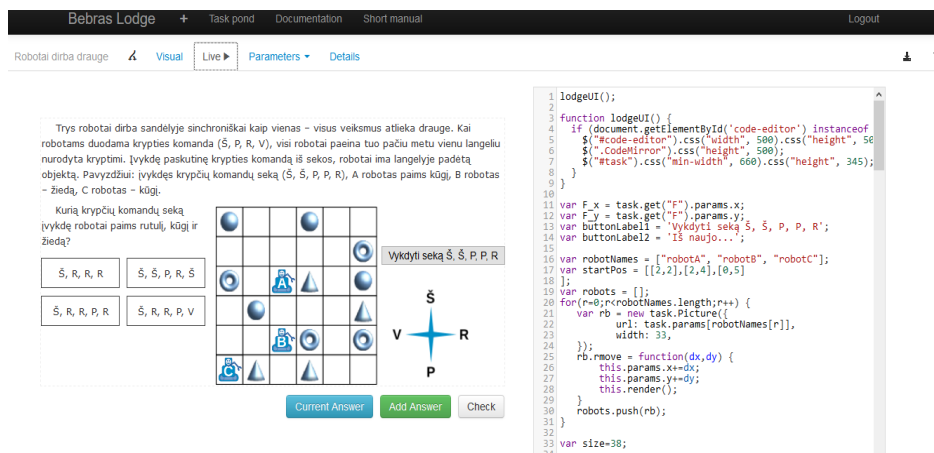 Bebras Lodge + Task pond Documentation Short manual Logout
Robotai dirba drauge Visual Live Parameters Details
Trys robotai dirba sandėlyje sinchroniškai kaip vienas – visus veiksmus atlieka drauge. Kai
robotams duodama krypties komanda (Š, P, R, V), visi robotai paeina tuo pačiu metu vienu langeliu
nurodyta kryptimi. Įvykdę paskutinę krypties komandą iš sekos, robotai ima langelyje padėtą
objektą. Pavyzdžiui: įvykdęs krypčių komandų seką (Š, Š, P, P, R), A robotas paims kūgį, B robotas
– žiedą, C robotas – kūgį.
Kurią krypčių komandų seką
įvykdę robotai paims rutulį, kūgį ir
žiedą?
Š, R, R, R
Š, Š, P, R, Š
Š, R, R, P, R
Š, R, R, P, V
A
B
C
Vykdyti seką Š, Š, P, P, R
Š
V R
P
Current Answer Add Answer Check
1 lodgeUI();
2
3 function lodgeUI() {
4 if (document.getElementById('code-editor') instanceof
5 $("#code-editor").css("width", 500).css("height", 50
6 $(".CodeMirror").css("height", 500);
7 $("#task").css("min-width", 660).css("height", 345);
8 }
9 }
10
11 var F_x = task.get("F").params.x;
12 var F_y = task.get("F").params.y;
13 var buttonLabel1 = 'Vykdyti seką Š, Š, P, P, R';
14 var buttonLabel2 = 'Iš naujo...';
15
16 var robotNames = ["robotA", "robotB", "robotC"];
17 var startPos = [[2,2],[2,4],[0,5]
18 ];
19 var robots = [];
20 for(r=0;r<robotNames.length;r++) {
21 var rb = new task.Picture({
22 url: task.params[robotNames[r]],
23 width: 33,
24 });
25 rb.rmove = function(dx,dy) {
26 this.params.x+=dx;
27 this.params.y+=dy;
28 this.render();
29 }
30 robots.push(rb);
31 }
32
33 var size=38;